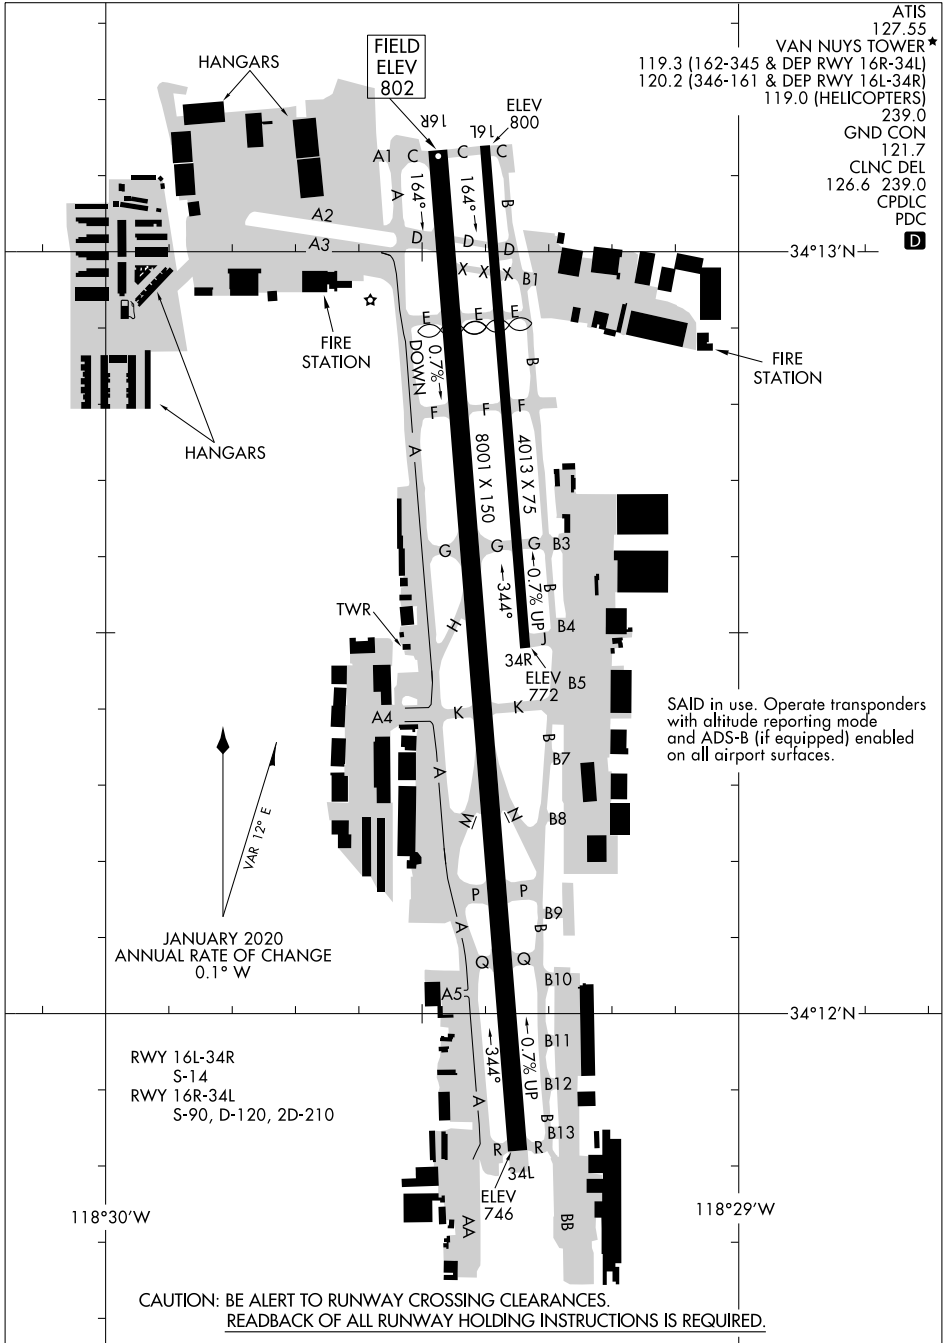 ATIS
127.55
VAN NUYS TOWER★
119.3 (162-345 & DEP RWY 16R-34L)
120.2 (346-161 & DEP RWY 16L-34R)
119.0 (HELICOPTERS)
239.0
GND CON
121.7
CLNC DEL
126.6 239.0
CPDLC
PDC
D
FIELD
ELEV
802
HANGARS
16R
16L
ELEV
800
A1
C
C
C
A
164°
164°
B
A2
A3
D
D
D
34°13'N
X
X
X
B1
E
E
E
FIRE
STATION
FIRE
STATION
0.7%
DOWN
B
F
F
F
HANGARS
A
8001 X 150
4013 X 75
G
G
G
B3
344°
0.7% UP
B
TWR
H
B4
34R
ELEV
772
B5
A4
K
K
SAID in use. Operate transponders
with altitude reporting mode
and ADS-B (if equipped) enabled
on all airport surfaces.
B
A
B7
M
N
B8
VAR 12° E
P
P
B9
A
B
JANUARY 2020
ANNUAL RATE OF CHANGE
0.1° W
Q
Q
B10
A5
34°12'N
344°
0.7% UP
B11
RWY 16L-34R
S-14
RWY 16R-34L
S-90, D-120, 2D-210
B12
A
B
B13
R
R
34L
ELEV
746
AA
BB
118°30'W
118°29'W
CAUTION: BE ALERT TO RUNWAY CROSSING CLEARANCES.
READBACK OF ALL RUNWAY HOLDING INSTRUCTIONS IS REQUIRED.